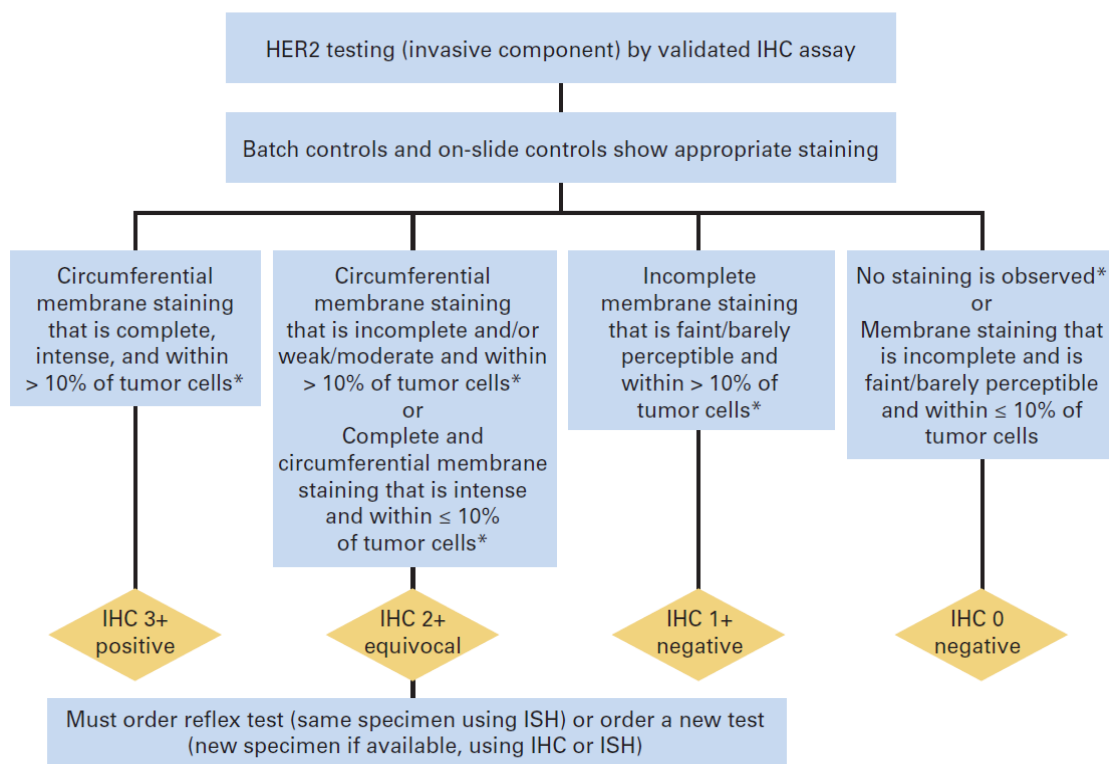 HER2 testing (invasive component) by validated IHC assay
Batch controls and on-slide controls show appropriate staining
Circumferential
membrane staining
that is complete,
intense, and within
> 10% of tumor cells*
Circumferential
membrane staining
that is incomplete and/or
weak/moderate and within
> 10% of tumor cells*
or
Complete and
circumferential membrane
staining that is intense
and within ≤ 10%
of tumor cells*
Incomplete
membrane staining
that is faint/barely
perceptible and
within > 10% of
tumor cells*
No staining is observed*
or
Membrane staining that
is incomplete and is
faint/barely perceptible
and within ≤ 10% of
tumor cells
IHC 3+
positive
IHC 2+
equivocal
IHC 1+
negative
IHC 0
negative
Must order reflex test (same specimen using ISH) or order a new test
(new specimen if available, using IHC or ISH)